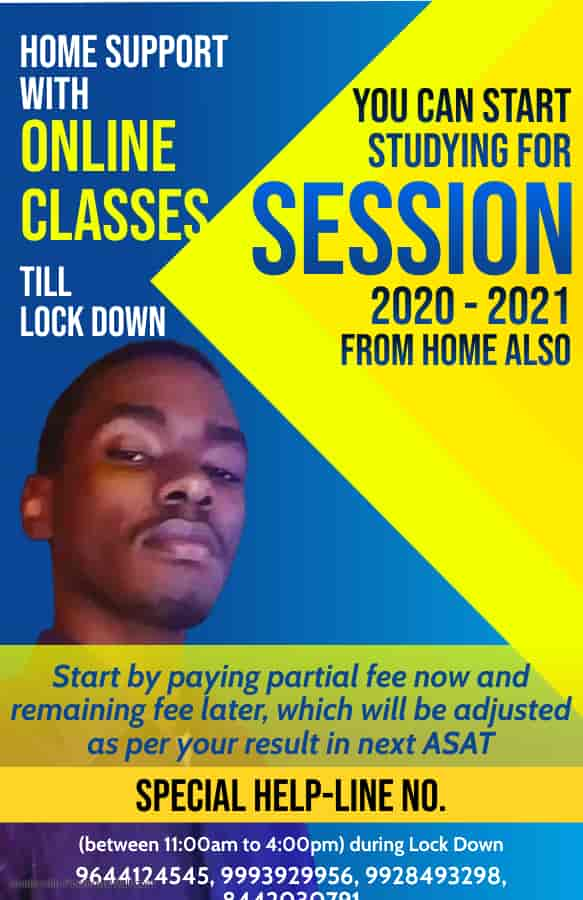 HOME SUPPORT
WITH
ONLINE
CLASSES
TILL
LOCK DOWN
YOU CAN START
STUDYING FOR
SESSION
2020 - 2021
FROM HOME ALSO
Start by paying partial fee now and
remaining fee later, which will be adjusted
as per your result in next ASAT
SPECIAL HELP-LINE NO.
(between 11:00am to 4:00pm) during Lock Down
9644124545, 9993929956, 9928493298,
8442030791